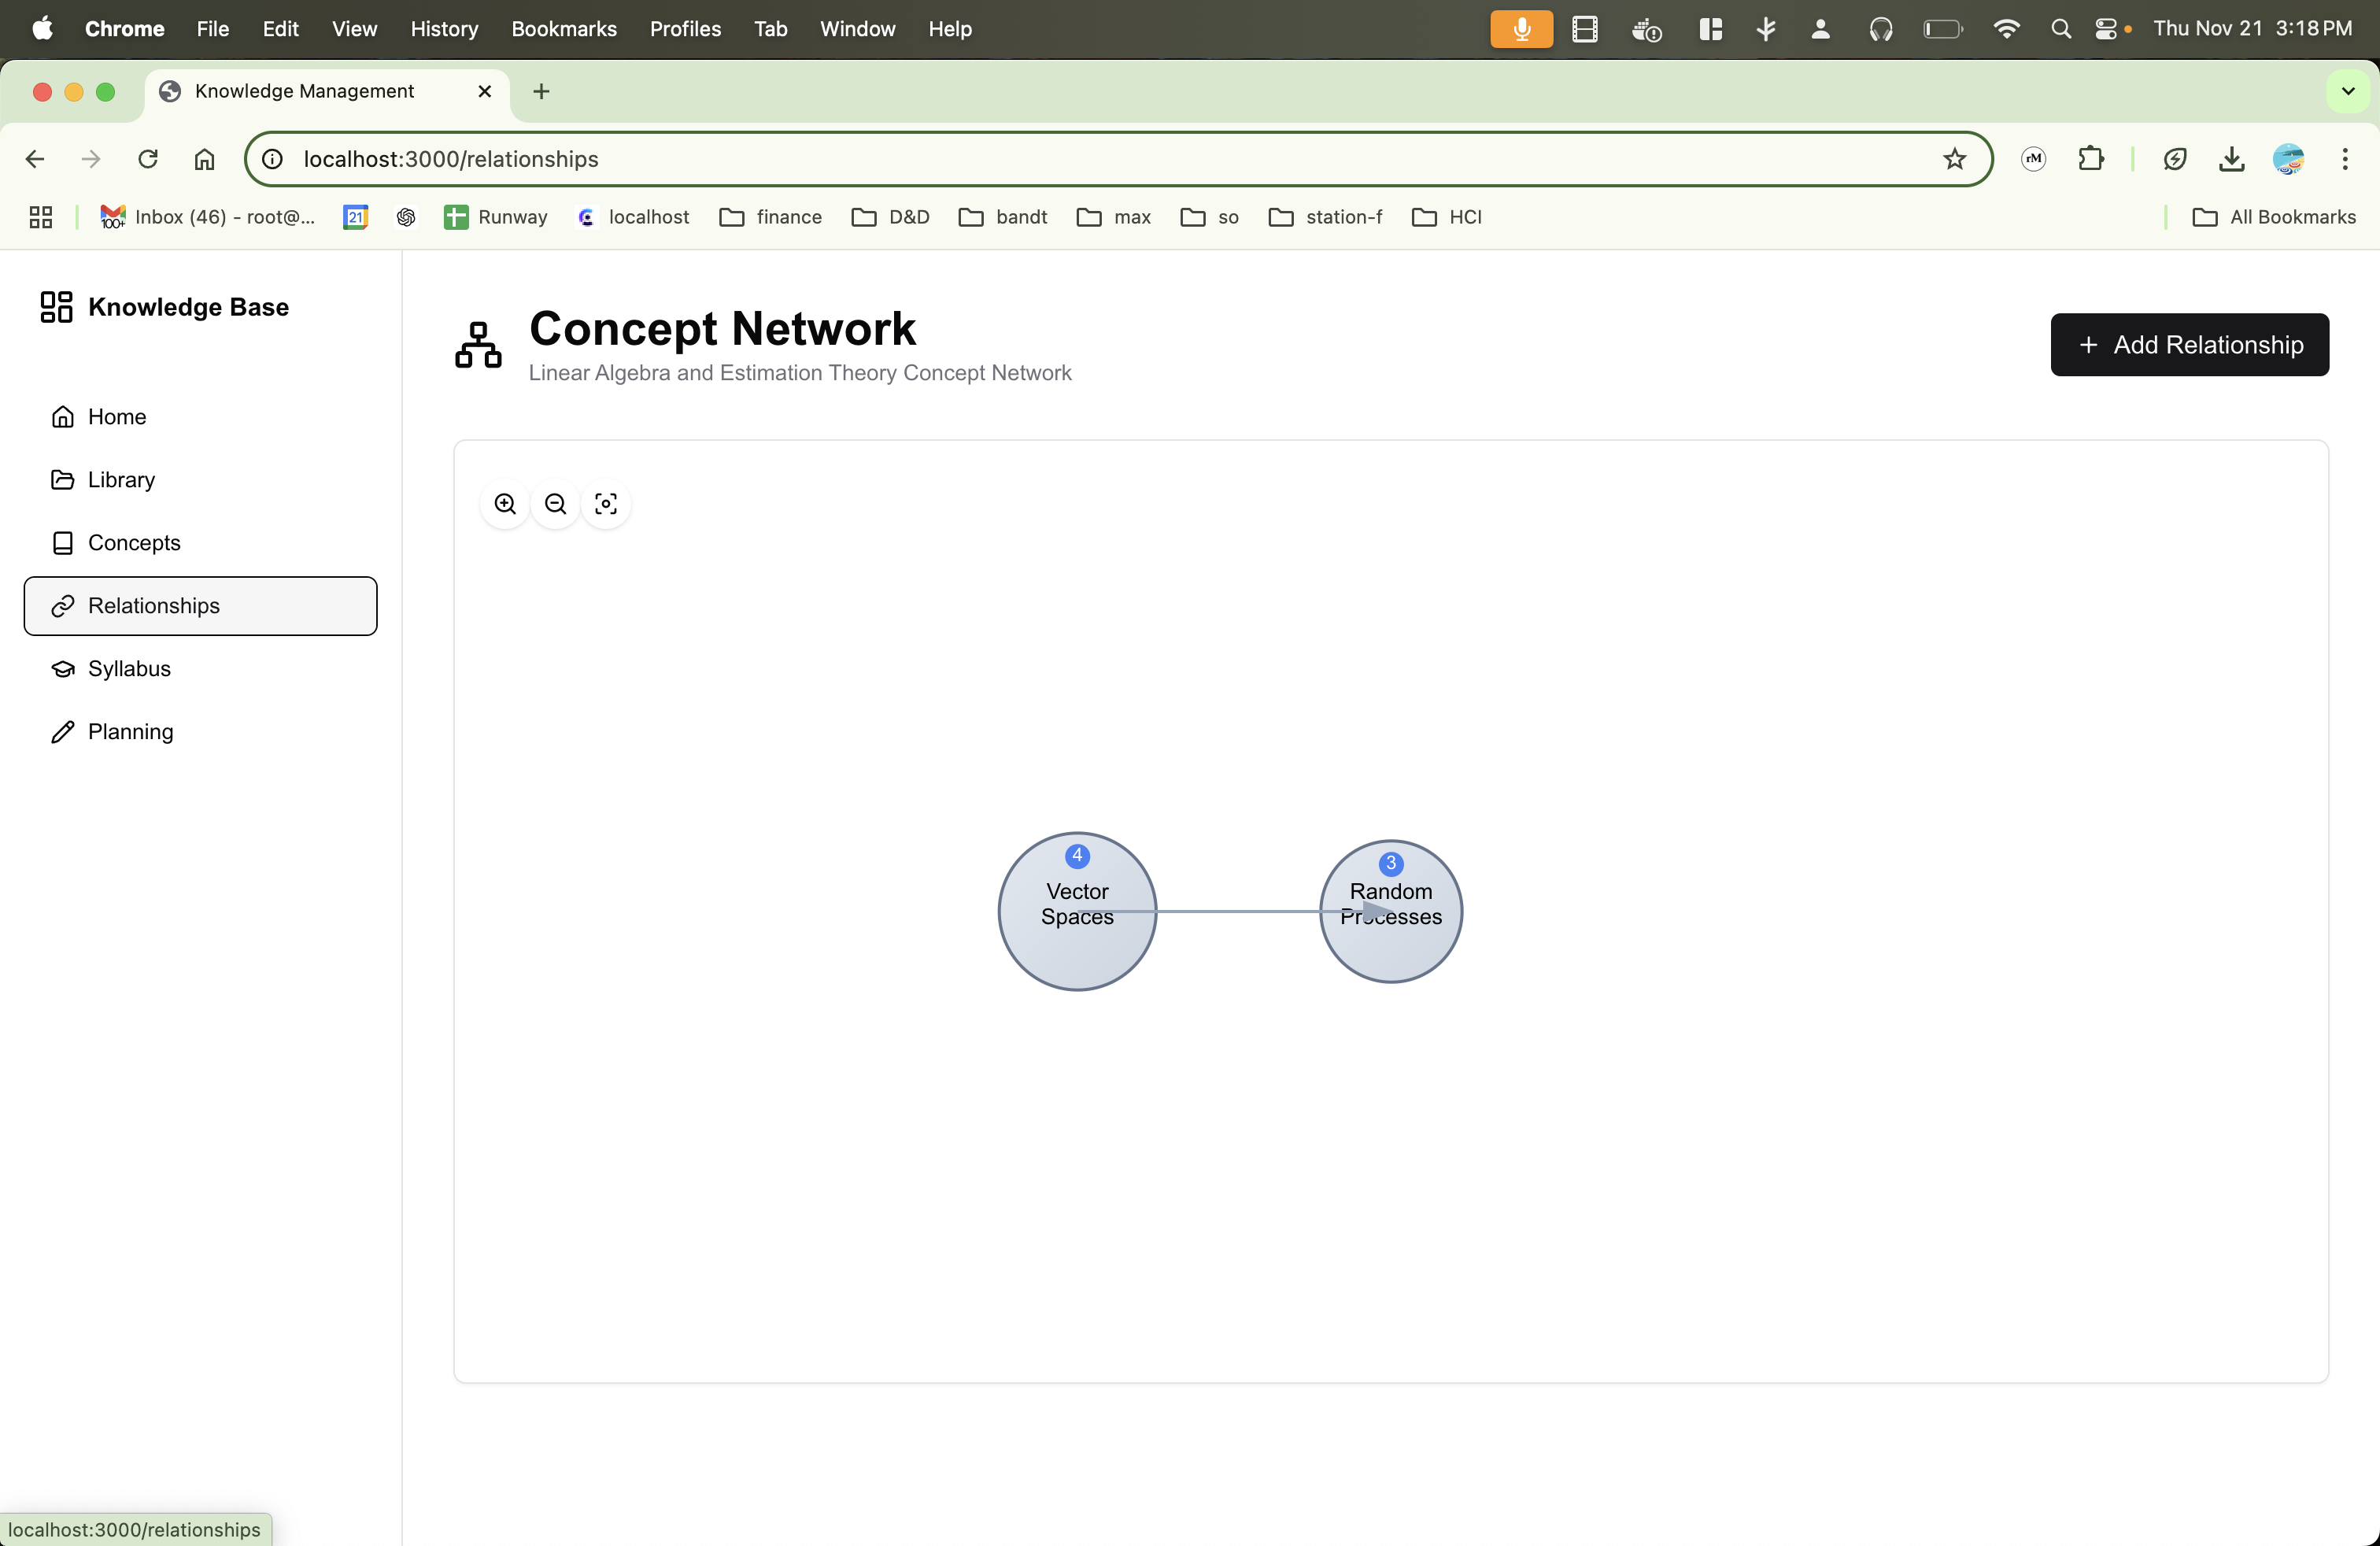 Chrome File Edit View History Bookmarks Profiles Tab Window Help Thu Nov 21 3:18 PM
Knowledge Management
localhost:3000/relationships
rM
100+ Inbox (46) - root@... 21 Runway localhost finance D&D bandt max so station-f HCI All Bookmarks
Knowledge Base
Home
Library
Concepts
Relationships
Syllabus
Planning
Concept Network
Linear Algebra and Estimation Theory Concept Network
+ Add Relationship
4
Vector
Spaces
3
Random
Processes
localhost:3000/relationships